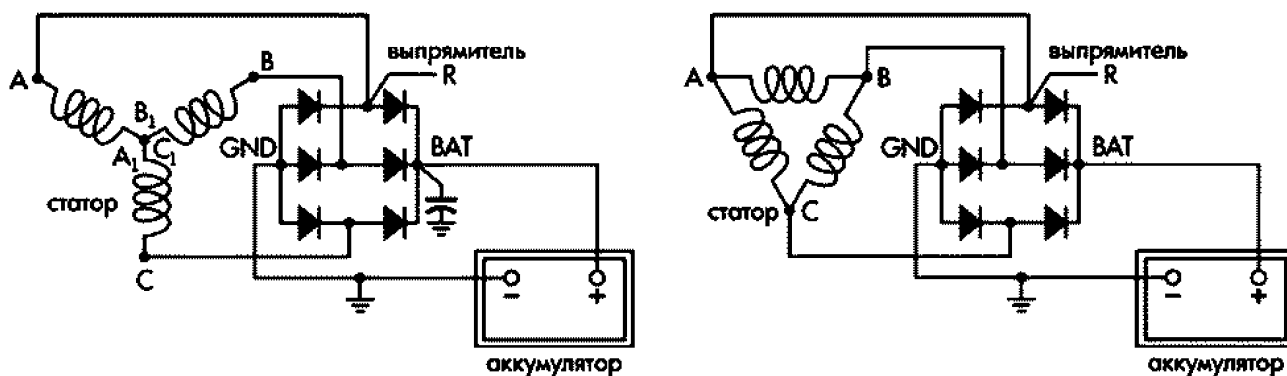 выпрямитель
R
A
B
B₁
A₁
C₁
GND
BAT
статор
C
−
+
аккумулятор
выпрямитель
R
A
B
GND
BAT
статор
C
−
+
аккумулятор